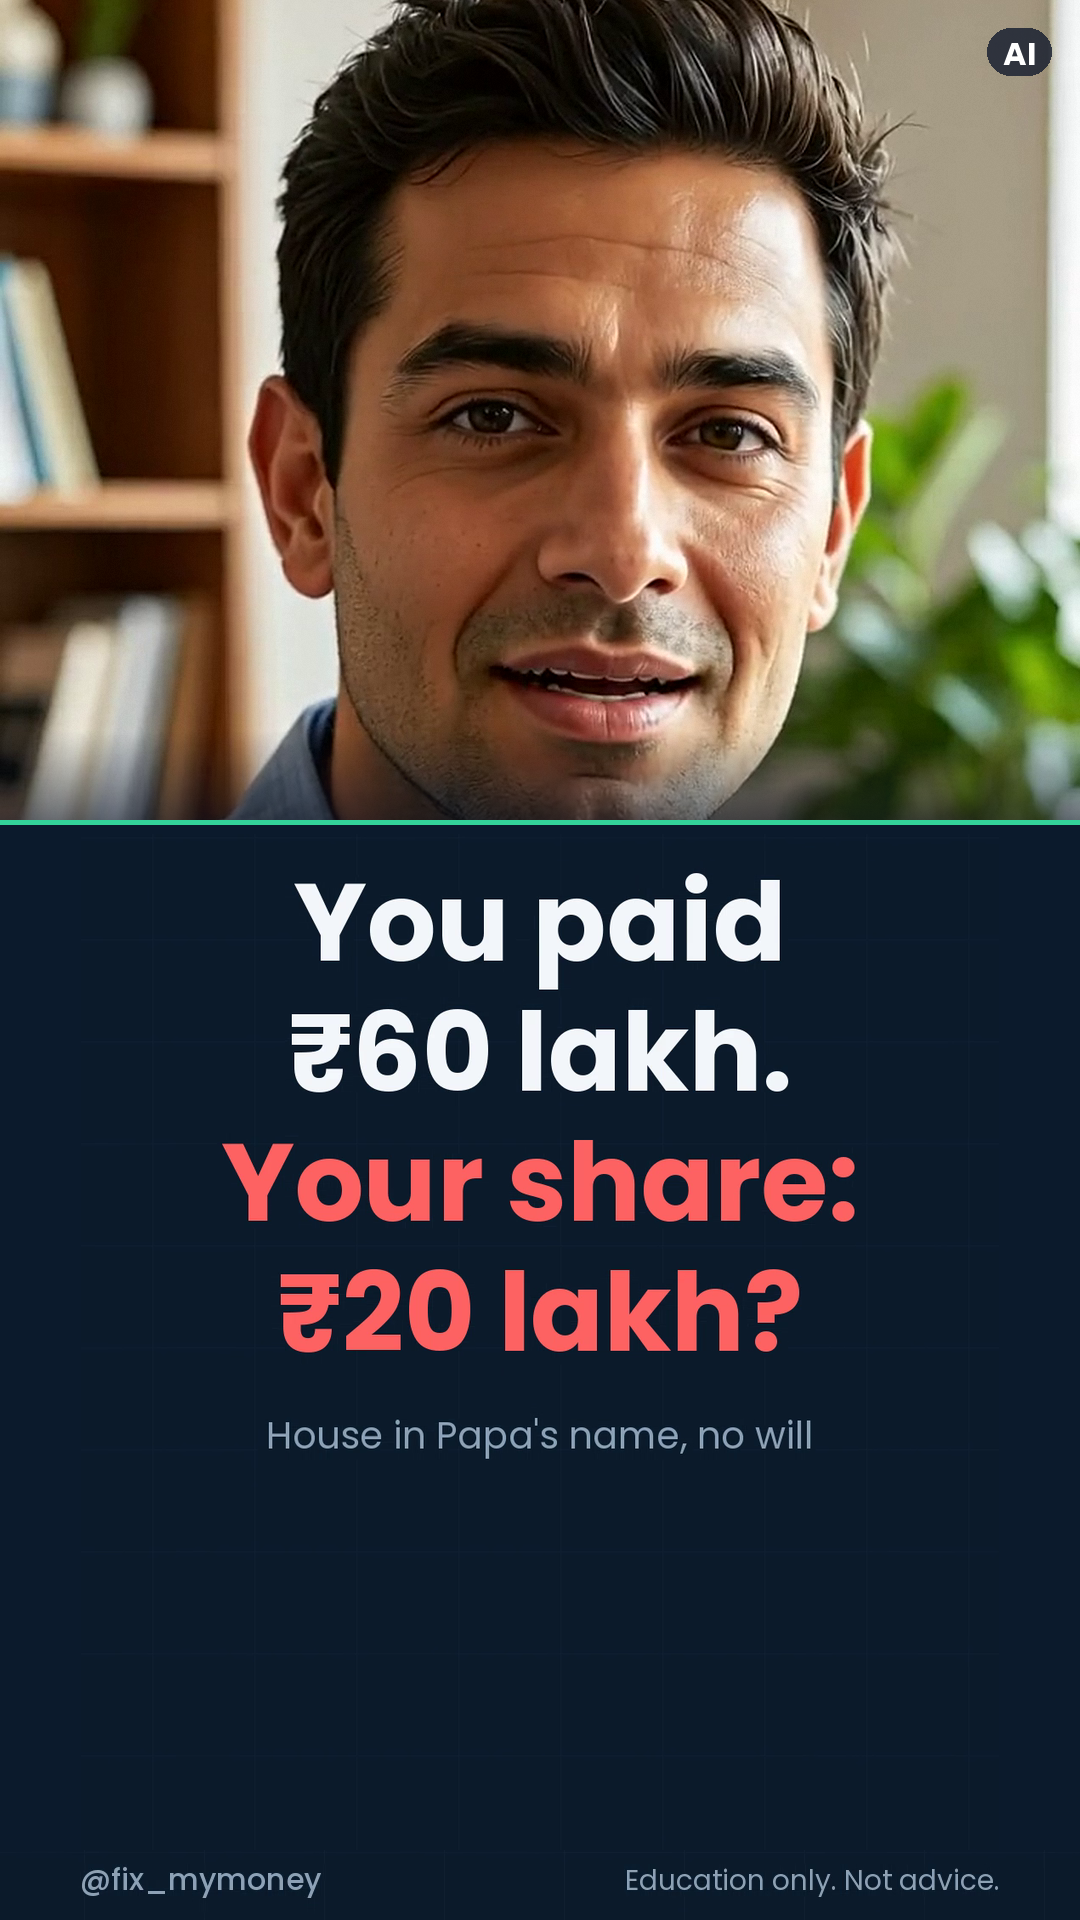 AI
You paid
₹60 lakh.
Your share:
₹20 lakh?
House in Papa's name, no will
@fix_mymoney
Education only. Not advice.